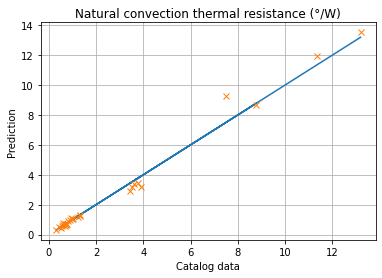 Natural convection thermal resistance (°/W)
14
12
10
8
6
4
2
0
Prediction
0 2 4 6 8 10 12
Catalog data